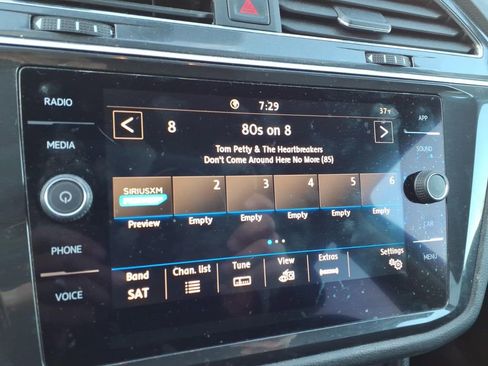 RADIO
MEDIA
PHONE
VOICE
7:29
37°F
8 80s on 8
Tom Petty & The Heartbreakers
Don't Come Around Here No More (85)
SIRIUSXM 2 3 4 5 6
Preview Empty Empty Empty Empty Empty
Band Chan. list Tune View Extras Settings
SAT
APP
SOUND
CAR
MENU